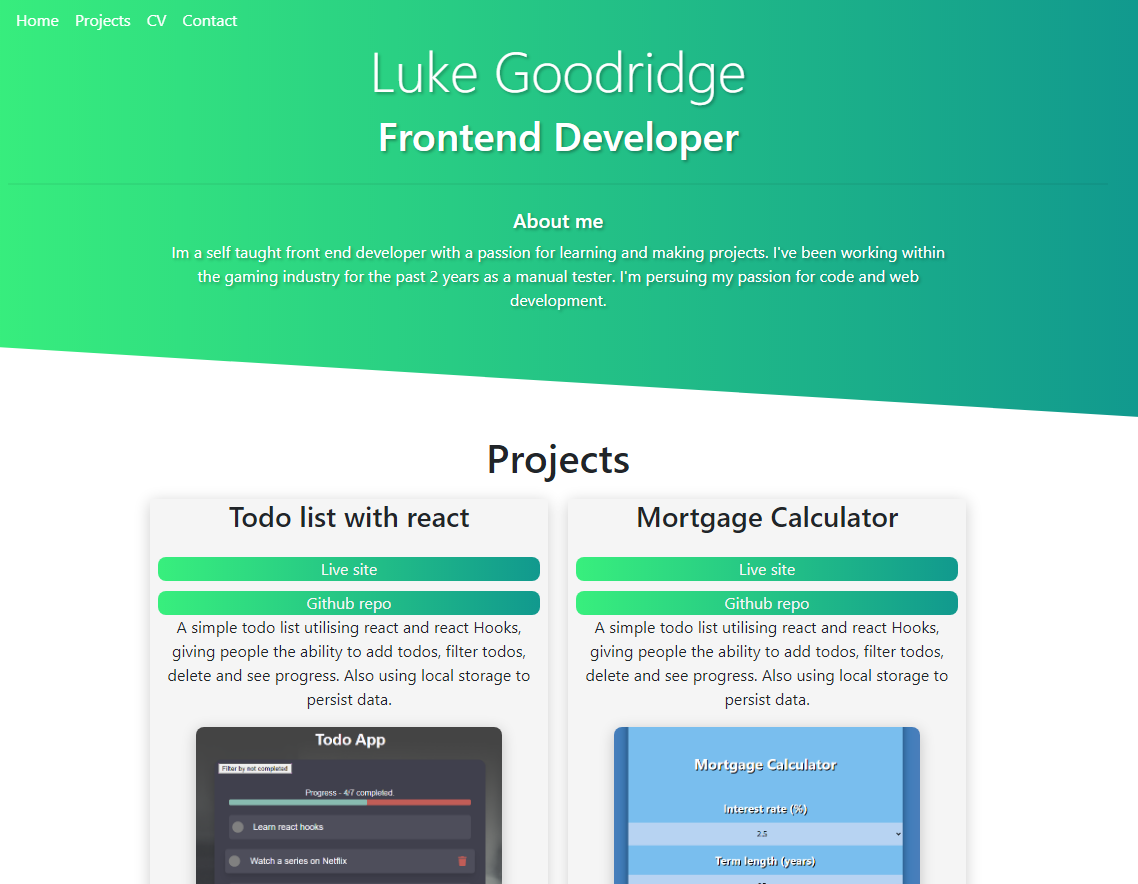 Home Projects CV Contact
Luke Goodridge
Frontend Developer
About me
Im a self taught front end developer with a passion for learning and making projects. I've been working within
the gaming industry for the past 2 years as a manual tester. I'm persuing my passion for code and web
development.
Projects
Todo list with react
Live site
Github repo
A simple todo list utilising react and react Hooks,
giving people the ability to add todos, filter todos,
delete and see progress. Also using local storage to
persist data.
Todo App
Filter by not completed
Progress - 4/7 completed.
Learn react hooks
Watch a series on Netflix
Mortgage Calculator
Live site
Github repo
A simple todo list utilising react and react Hooks,
giving people the ability to add todos, filter todos,
delete and see progress. Also using local storage to
persist data.
Mortgage Calculator
Interest rate (%)
2.5
Term length (years)